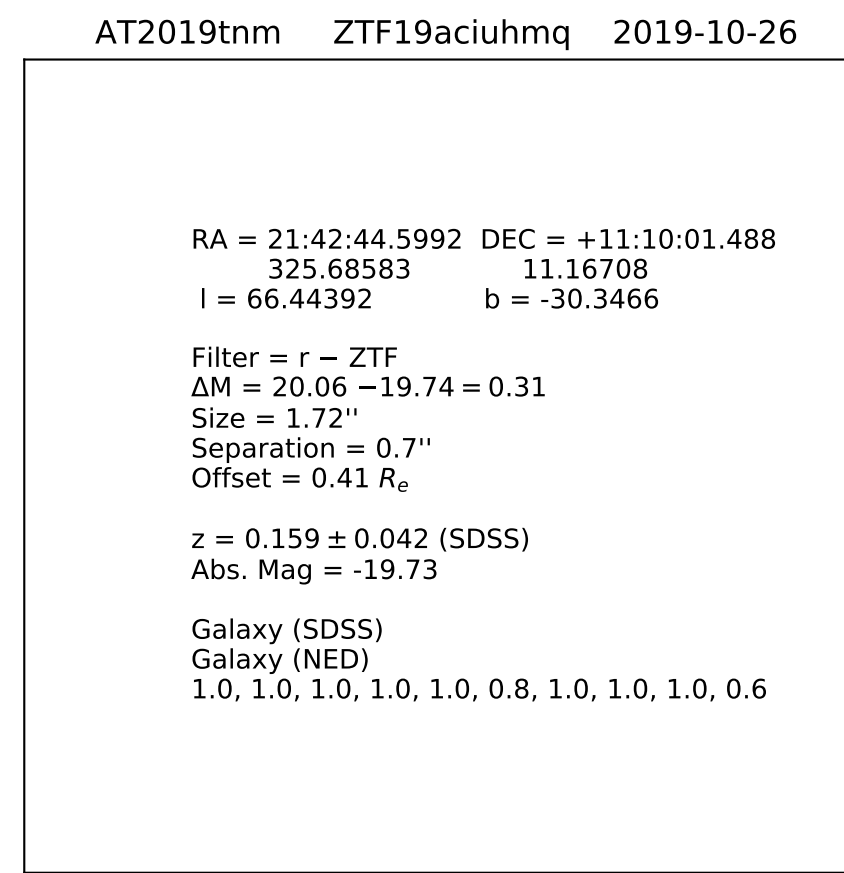 AT2019tnm ZTF19aciuhmq 2019-10-26
RA = 21:42:44.5992 DEC = +11:10:01.488
325.68583 11.16708
l = 66.44392 b = -30.3466
Filter = r − ZTF
ΔM = 20.06 −19.74 = 0.31
Size = 1.72''
Separation = 0.7''
Offset = 0.41 Rₑ
z = 0.159 ± 0.042 (SDSS)
Abs. Mag = -19.73
Galaxy (SDSS)
Galaxy (NED)
1.0, 1.0, 1.0, 1.0, 1.0, 0.8, 1.0, 1.0, 1.0, 0.6